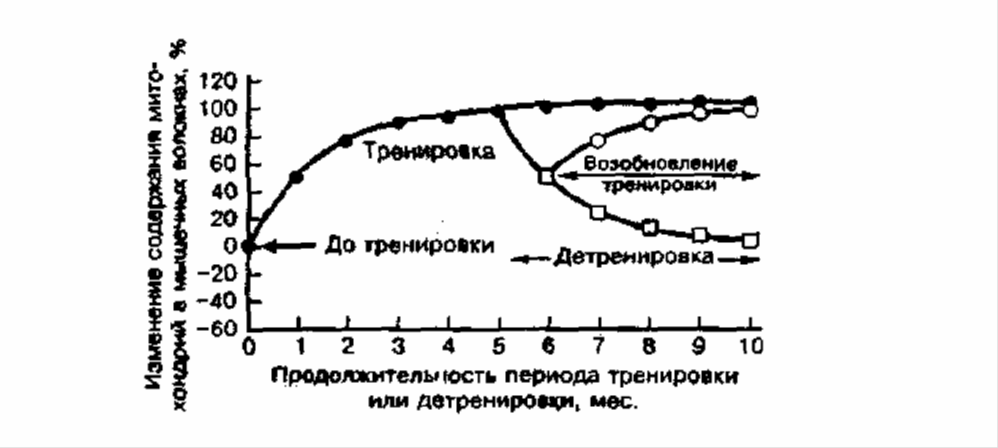 Изменение содержания мито-
хондрий в мышечных волокнах, %
120
100
80
60
40
20
0
−20
−40
−60
Тренировка
Возобновление
тренировки
До тренировки
Детренировка
0 1 2 3 4 5 6 7 8 9 10
Продолжительность периода тренировки
или детренировки, мес.